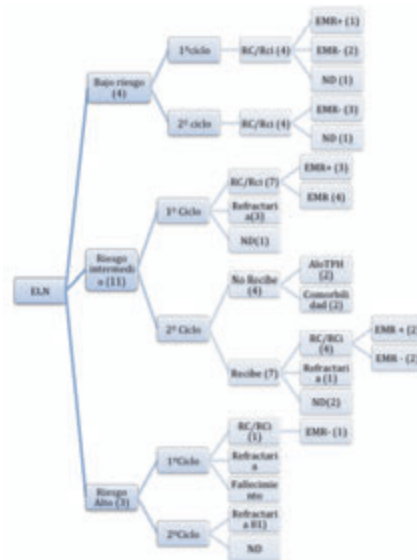 ELN
Bajo riesgo
(4)
1ºciclo
RC/Rci (4)
EMR+ (1)
EMR- (2)
ND (1)
2º ciclo
RC/Rci (4)
EMR- (3)
ND (1)
Riesgo
intermedi
o (11)
1º Ciclo
RC/Rci (7)
EMR+ (3)
EMR (4)
Refractari
a(3)
ND(1)
2º Ciclo
No Recibe
(4)
AloTPH
(2)
Comorbili
dad (2)
Recibe (7)
RC/RCi
(4)
EMR + (2)
EMR - (2)
Refractari
a (1)
ND(2)
Riesgo
Alto (3)
1ºCiclo
RC/RCi
(1)
EMR- (1)
Refractari
a
Fallecimie
nto
2ºCiclo
Refractari
a 81)
ND